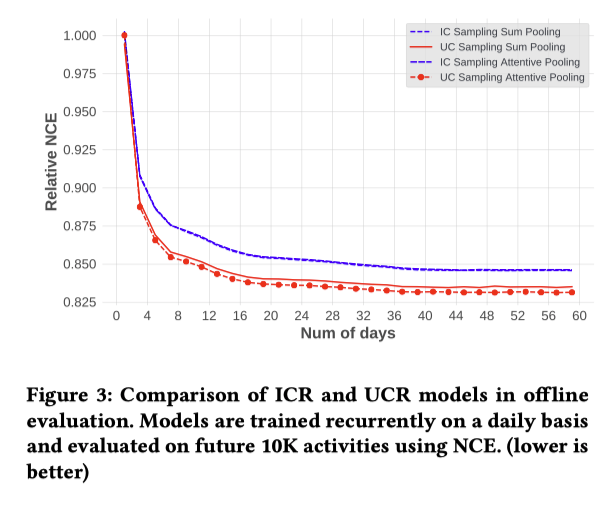 1.000
0.975
0.950
0.925
0.900
0.875
0.850
0.825
Relative NCE
IC Sampling Sum Pooling
UC Sampling Sum Pooling
IC Sampling Attentive Pooling
UC Sampling Attentive Pooling
0 4 8 12 16 20 24 28 32 36 40 44 48 52 56 60
Num of days
Figure 3: Comparison of ICR and UCR models in offline
evaluation. Models are trained recurrently on a daily basis
and evaluated on future 10K activities using NCE. (lower is
better)